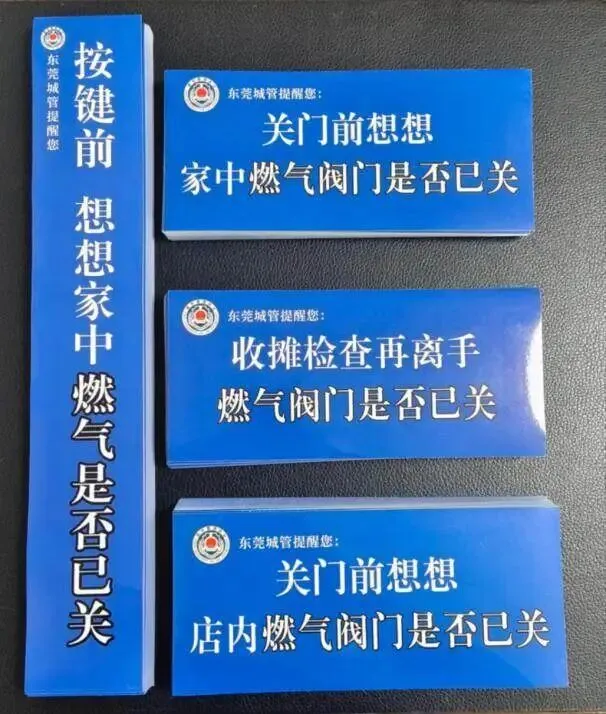 东莞城管提醒您
按键前 想想家中燃气是否已关
东莞城管提醒您：
关门前想想
家中燃气阀门是否已关
东莞城管提醒您：
收摊检查再离手
燃气阀门是否已关
东莞城管提醒您：
关门前想想
店内燃气阀门是否已关